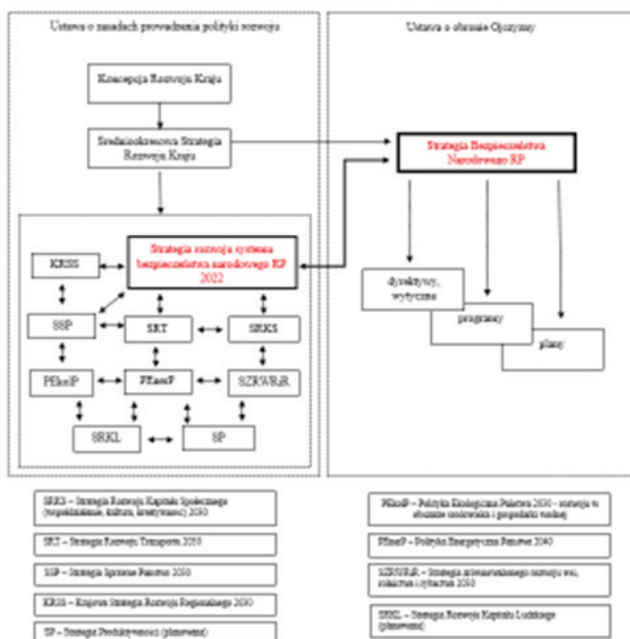 Ustawa o zasadach prowadzenia polityki rozwoju
Ustawa o obronie Ojczyzny
Koncepcja Rozwoju Kraju
Średniookresowa Strategia
Rozwoju Kraju
Strategia Bezpieczeństwa
Narodowego RP
Strategia rozwoju systemu
bezpieczeństwa narodowego RP
2022
KRSS
SSP
SRT
SRKS
PEkolP
PEnerP
SZRWRiR
SRKL
SP
dyrektywy,
wytyczne
programy
plany
SRKS – Strategia Rozwoju Kapitału Społecznego
(współdziałanie, kultura, kreatywność) 2030
SRT – Strategia Rozwoju Transportu 2030
SSP – Strategia Sprawne Państwo 2030
KRSS – Krajowa Strategia Rozwoju Regionalnego 2030
SP – Strategia Produktywności (planowana)
PEkolP – Polityka Ekologiczna Państwa 2030 - rozwoju w
obszarze środowiska i gospodarki wodnej
PEnerP – Polityka Energetyczna Państwa 2040
SZRWRiR – Strategia zrównoważonego rozwoju wsi,
rolnictwa i rybactwa 2030
SRKL – Strategia Rozwoju Kapitału Ludzkiego
(planowana)